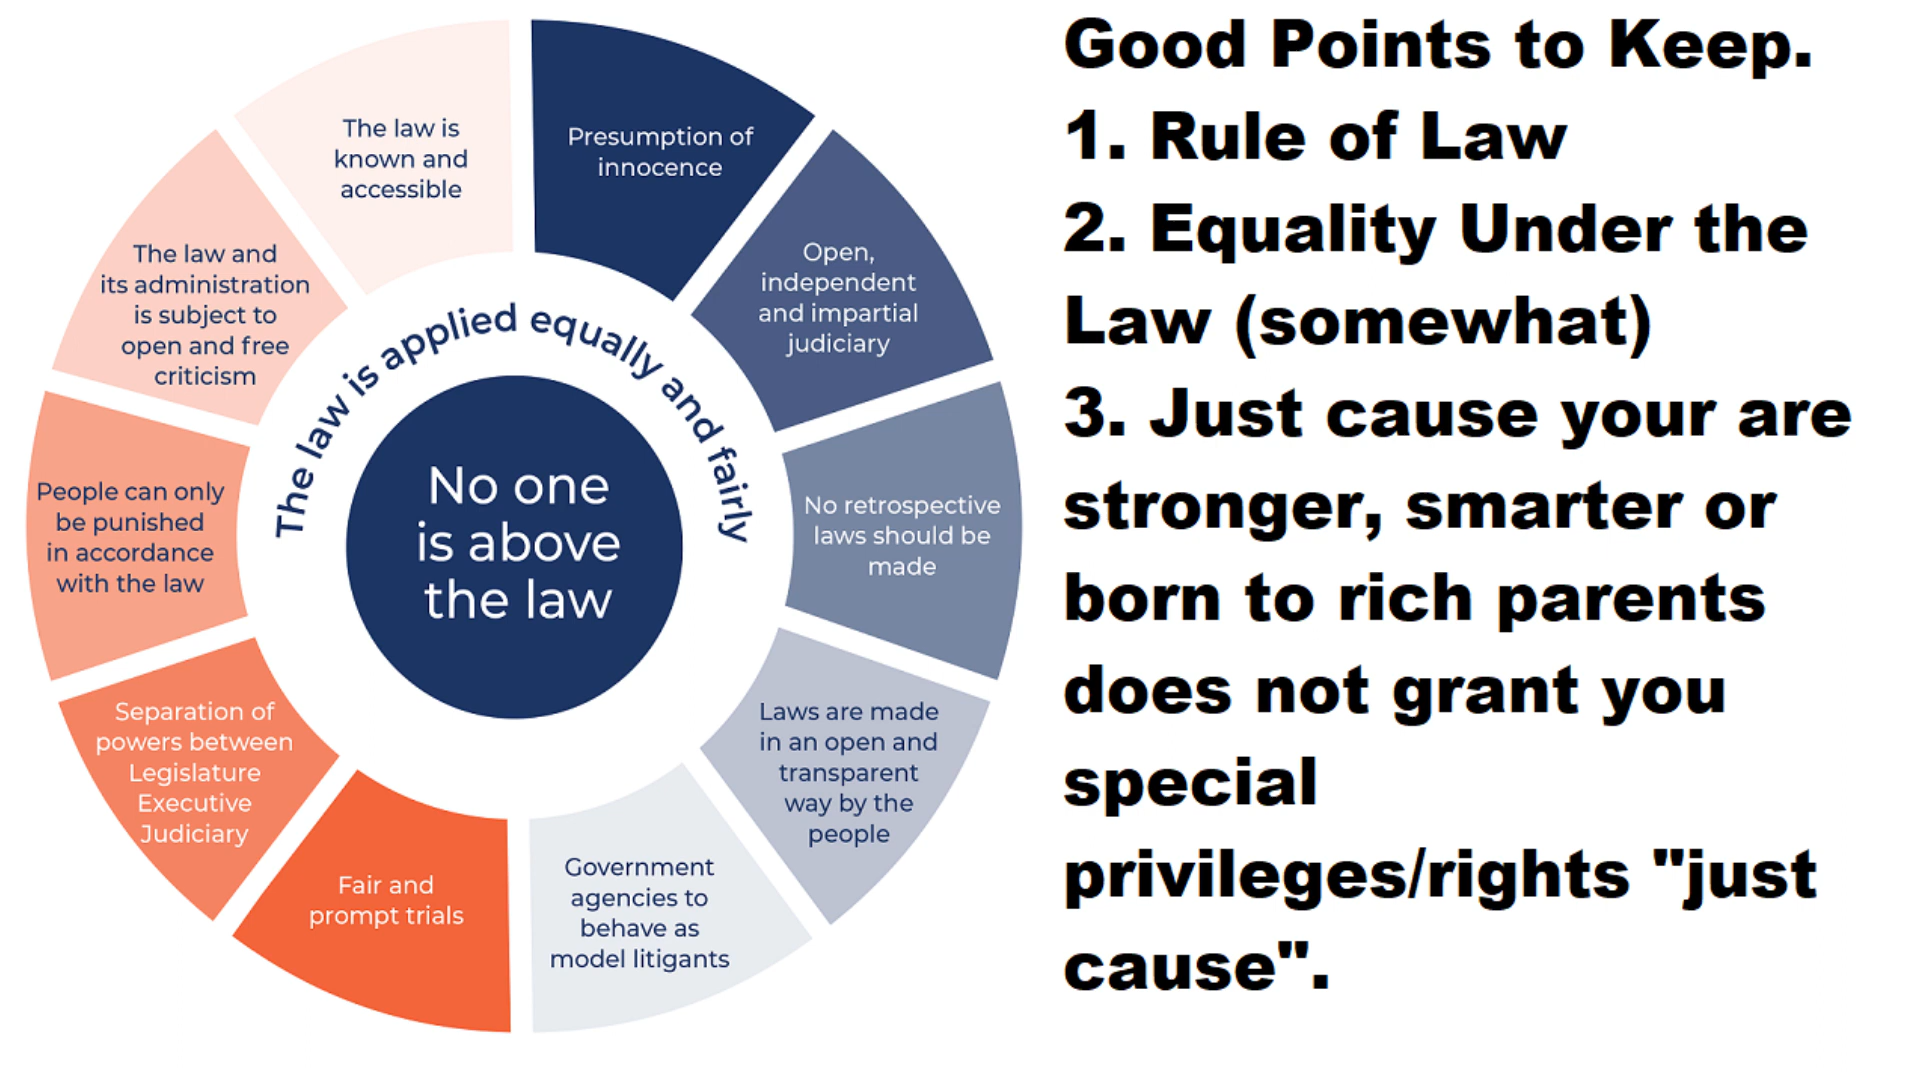 The law is
known and
accessible
Presumption of
innocence
Open,
independent
and impartial
judiciary
No retrospective
laws should be
made
Laws are made
in an open and
transparent
way by the
people
Government
agencies to
behave as
model litigants
Fair and
prompt trials
Separation of
powers between
Legislature
Executive
Judiciary
People can only
be punished
in accordance
with the law
The law and
its administration
is subject to
open and free
criticism
The law is applied equally and fairly
No one
is above
the law
Good Points to Keep.
1. Rule of Law
2. Equality Under the
Law (somewhat)
3. Just cause your are
stronger, smarter or
born to rich parents
does not grant you
special
privileges/rights "just
cause".